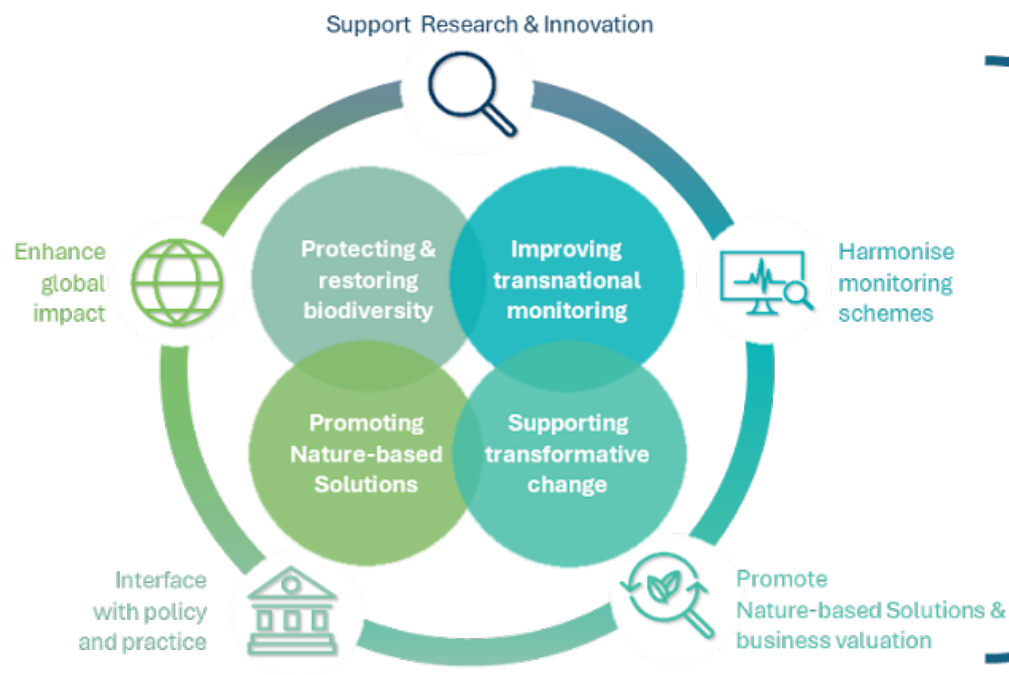 Support Research & Innovation
Enhance
global
impact
Protecting &
restoring
biodiversity
Improving
transnational
monitoring
Harmonise
monitoring
schemes
Promoting
Nature-based
Solutions
Supporting
transformative
change
Interface
with policy
and practice
Promote
Nature-based Solutions &
business valuation